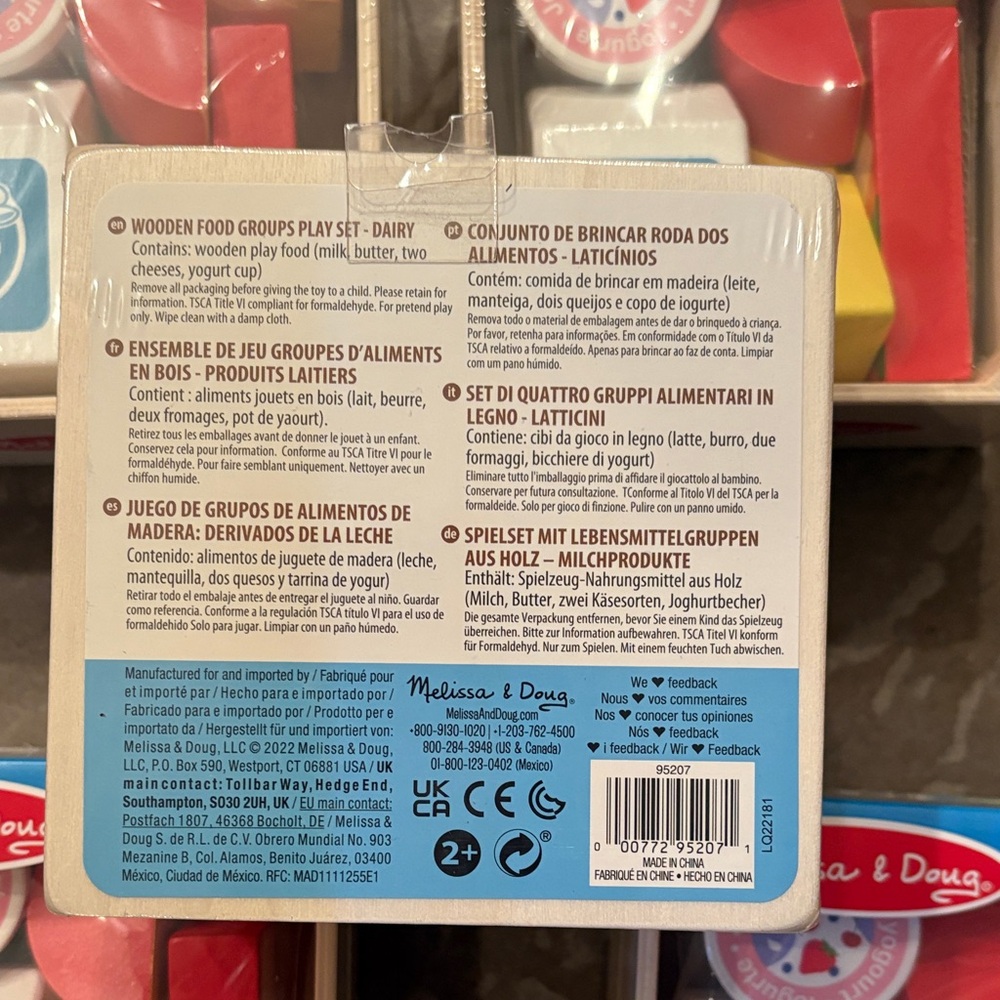 en WOODEN FOOD GROUPS PLAY SET - DAIRY
Contains: wooden play food (milk, butter, two
cheeses, yogurt cup)
Remove all packaging before giving the toy to a child. Please retain for
information. TSCA Title VI compliant for formaldehyde. For pretend play
only. Wipe clean with a damp cloth.
fr ENSEMBLE DE JEU GROUPES D'ALIMENTS
EN BOIS - PRODUITS LAITIERS
Contient : aliments jouets en bois (lait, beurre,
deux fromages, pot de yaourt).
Retirez tous les emballages avant de donner le jouet à un enfant.
Conservez cela pour information. Conforme au TSCA Titre VI pour le
formaldéhyde. Pour faire semblant uniquement. Nettoyer avec un
chiffon humide.
es JUEGO DE GRUPOS DE ALIMENTOS DE
MADERA: DERIVADOS DE LA LECHE
Contenido: alimentos de juguete de madera (leche,
mantequilla, dos quesos y tarrina de yogur)
Retirar todo el embalaje antes de entregar el juguete al niño. Guardar
como referencia. Conforme a la regulación TSCA título VI para el uso de
formaldehido Solo para jugar. Limpiar con un paño húmedo.
pt CONJUNTO DE BRINCAR RODA DOS
ALIMENTOS - LATICÍNIOS
Contém: comida de brincar em madeira (leite,
manteiga, dois queijos e copo de iogurte)
Remova todo o material de embalagem antes de dar o brinquedo à criança.
Por favor, retenha para informações. Em conformidade com o Título VI da
TSCA relativo a formaldeído. Apenas para brincar ao faz de conta. Limpiar
com um pano húmido.
it SET DI QUATTRO GRUPPI ALIMENTARI IN
LEGNO - LATTICINI
Contiene: cibi da gioco in legno (latte, burro, due
formaggi, bicchiere di yogurt)
Eliminare tutto l'imballaggio prima di affidare il giocattolo al bambino.
Conservare per futura consultazione. TConforme al Titolo VI del TSCA per la
formaldeide. Solo per gioco di finzione. Pulire con un panno umido.
de SPIELSET MIT LEBENSMITTELGRUPPEN
AUS HOLZ – MILCHPRODUKTE
Enthält: Spielzeug-Nahrungsmittel aus Holz
(Milch, Butter, zwei Käsesorten, Joghurtbecher)
Die gesamte Verpackung entfernen, bevor Sie einem Kind das Spielzeug
überreichen. Bitte zur Information aufbewahren. TSCA Titel VI konform
für Formaldehyd. Nur zum Spielen. Mit einem feuchten Tuch abwischen.
Manufactured for and imported by / Fabriqué pour
et importé par / Hecho para e importado por /
Fabricado para e importado por / Prodotto per e
importato da / Hergestellt für und importiert von:
Melissa & Doug, LLC © 2022 Melissa & Doug,
LLC, P.O. Box 590, Westport, CT 06881 USA / UK
main contact: Tollbar Way, Hedge End,
Southampton, SO30 2UH, UK / EU main contact:
Postfach 1807, 46368 Bocholt, DE / Melissa &
Doug S. de R.L. de C.V. Obrero Mundial No. 903
Mezanine B, Col. Alamos, Benito Juárez, 03400
México, Ciudad de México. RFC: MAD1111255E1
Melissa & Doug®
MelissaAndDoug.com
+800-9130-1020 | +1-203-762-4500
800-284-3948 (US & Canada)
01-800-123-0402 (Mexico)
UK
CA CE
2+ ®
We ♥ feedback
Nous ♥ vos commentaires
Nos ♥ conocer tus opiniones
Nós ♥ feedback
♥ i feedback / Wir ♥ Feedback
95207
0 00772 95207 1
MADE IN CHINA
FABRIQUÉ EN CHINE • HECHO EN CHINA
LQ22181
& Doug®